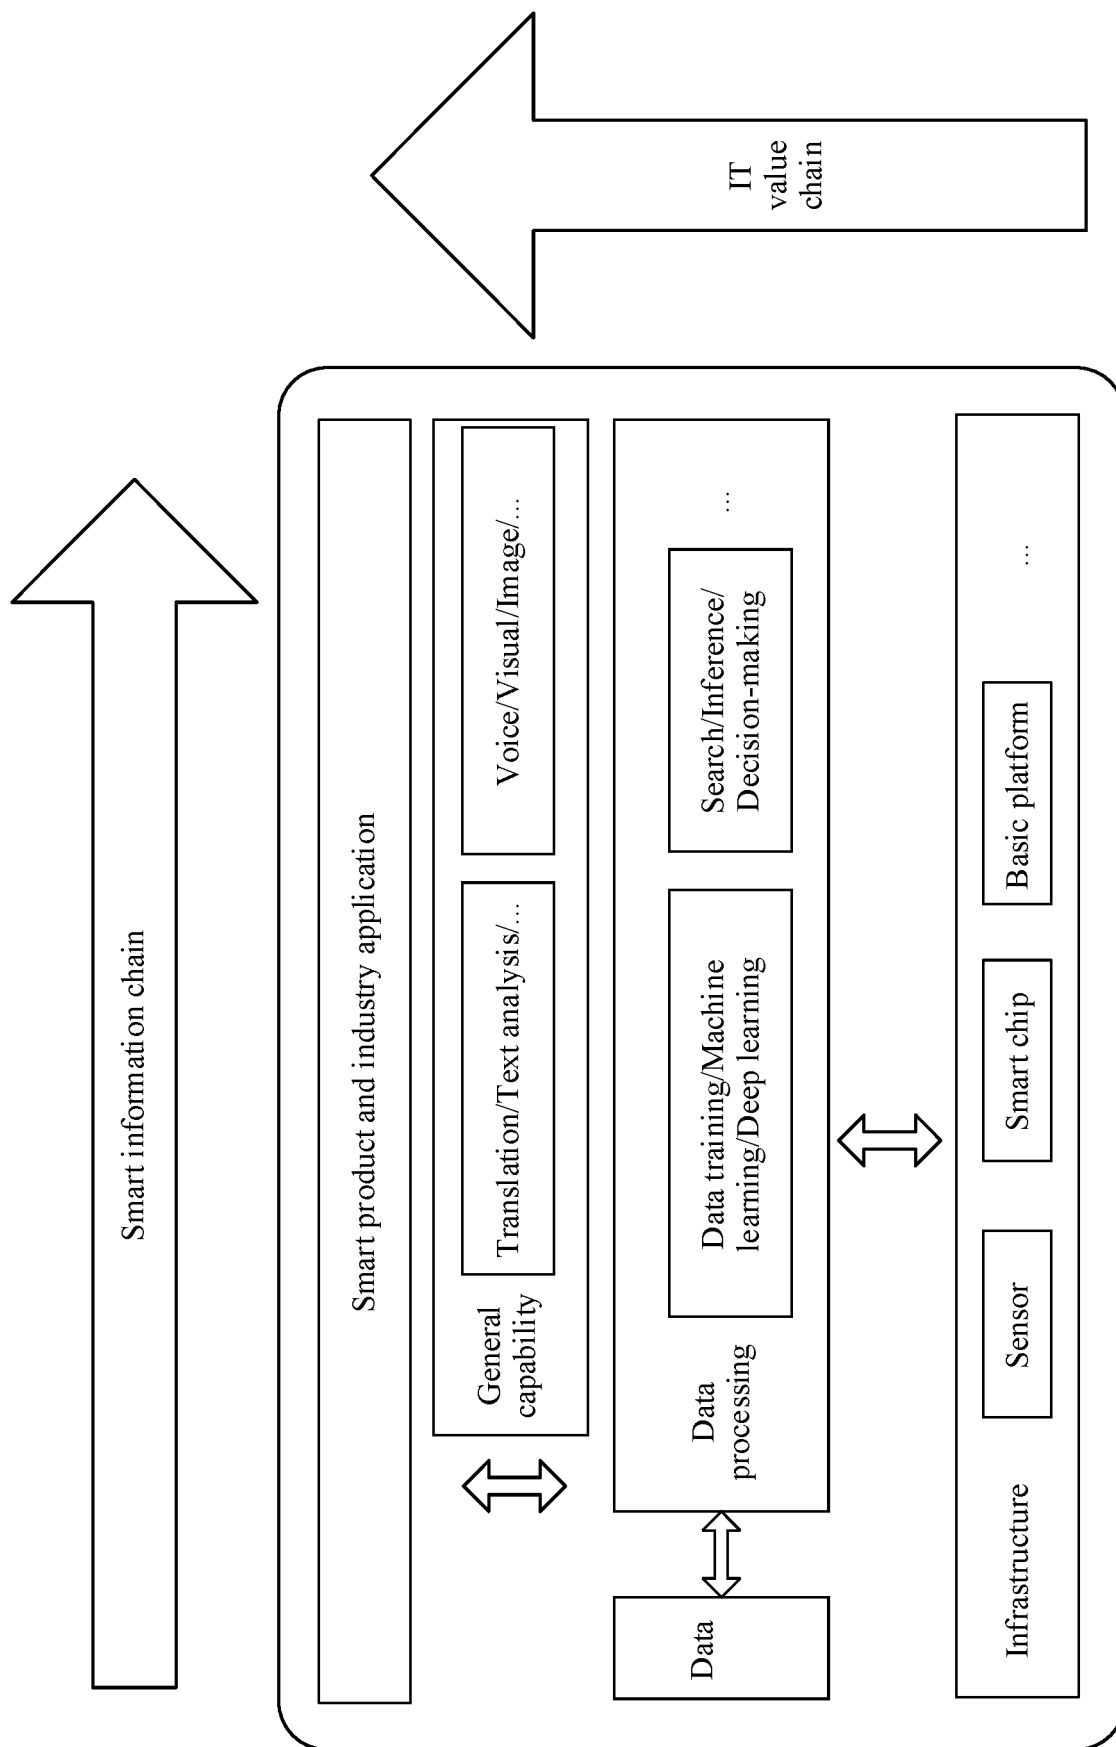 Smart information chain
Smart product and industry application
General
capability
Translation/Text analysis/...
Voice/Visual/Image/...
Data
Data
processing
Data training/Machine
learning/Deep learning
Search/Inference/
Decision-making
...
Infrastructure
Sensor
Smart chip
Basic platform
...
IT
value
chain